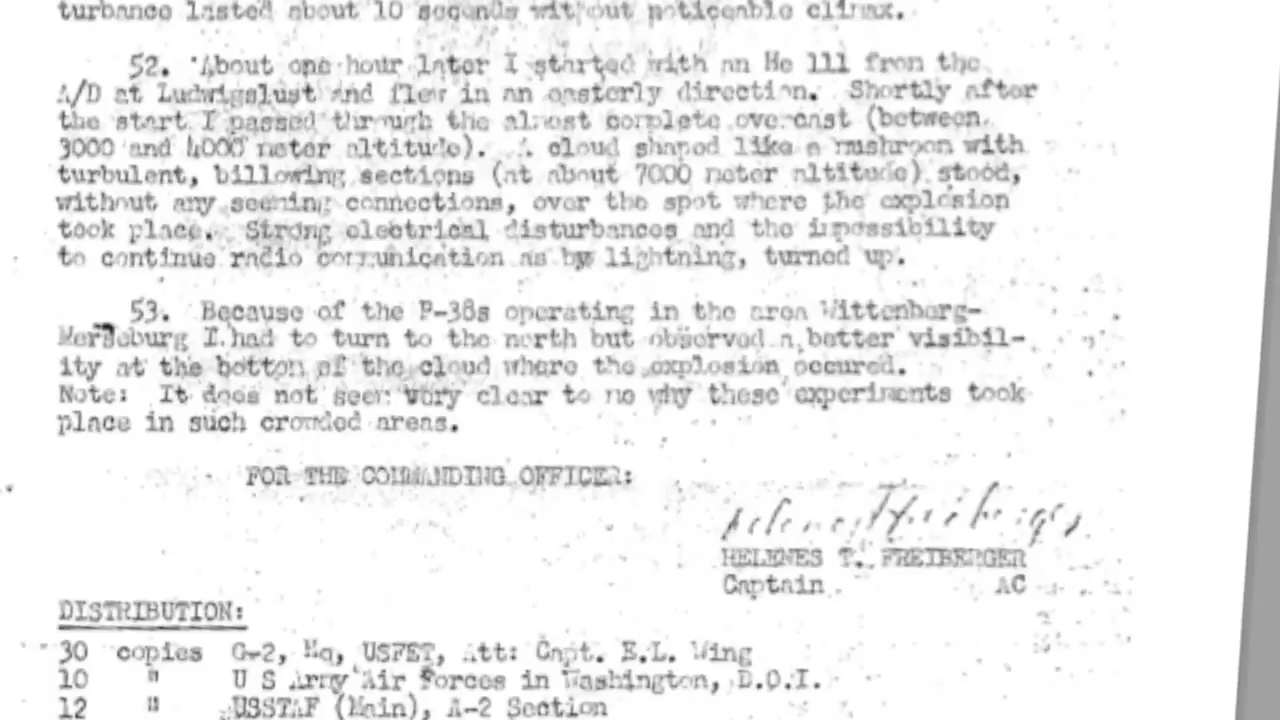 turbance lasted about 10 seconds without noticeable climax.
52. About one hour later I started with an He 111 from the
A/D at Ludwigslust and flew in an easterly direction. Shortly after
the start I passed through the almost complete overcast (between
3000 and 4000 meter altitude). A cloud shaped like a mushroom with
turbulent, billowing sections (at about 7000 meter altitude) stood,
without any seeming connections, over the spot where the explosion
took place. Strong electrical disturbances and the impossibility
to continue radio communication as by lightning, turned up.
53. Because of the P-38s operating in the area Wittenberg-
Merseburg I had to turn to the north but observed a better visibil-
ity at the bottom of the cloud where the explosion occured.
Note: It does not seem very clear to me why these experiments took
place in such crowded areas.
FOR THE COMMANDING OFFICER:
Helenes T. Freiberger
HELENES T. FREIBERGER
Captain AC
DISTRIBUTION:
30 copies G-2, Hq, USFET, Att: Capt. E.L. Wing
10 " U S Army Air Forces in Washington, D.O.I.
12 " USSTAF (Main), A-2 Section